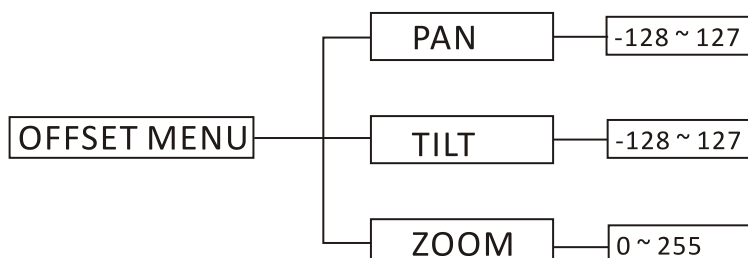 PAN
-128 ~ 127
OFFSET MENU
TILT
-128 ~ 127
ZOOM
0 ~ 255